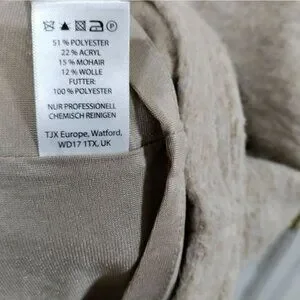 51 % POLYESTER
22 % ACRYL
15 % MOHAIR
12 % WOLLE
FUTTER:
100 % POLYESTER
NUR PROFESSIONELL
CHEMISCH REINIGEN
TJX Europe, Watford,
WD17 1TX, UK